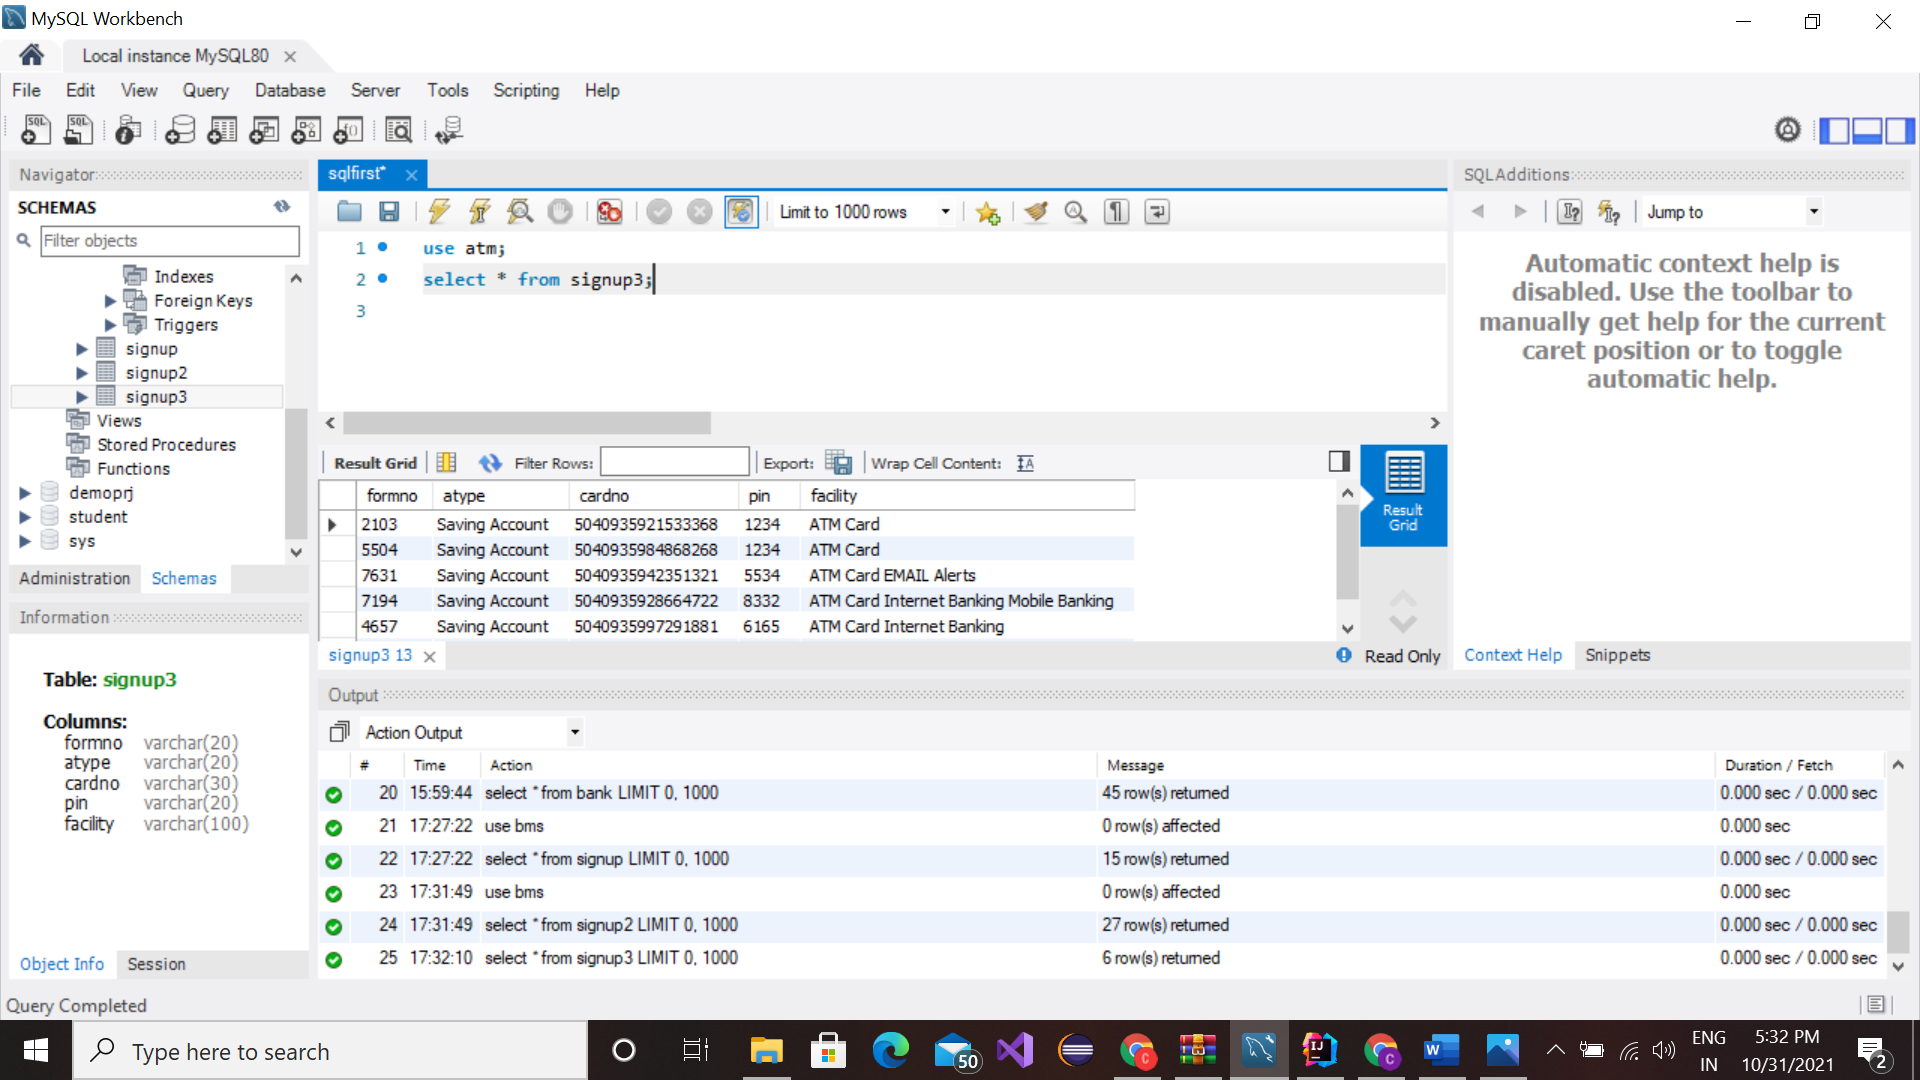 MySQL Workbench
Local instance MySQL80
File Edit View Query Database Server Tools Scripting Help
Navigator
SCHEMAS
Filter objects
Indexes
Foreign Keys
Triggers
signup
signup2
signup3
Views
Stored Procedures
Functions
demoprj
student
sys
Administration Schemas
Information
Table: signup3
Columns:
formno varchar(20)
atype varchar(20)
cardno varchar(30)
pin varchar(20)
facility varchar(100)
Object Info Session
Query Completed
sqlfirst*
Limit to 1000 rows
1 use atm;
2 select * from signup3;
3
Result Grid Filter Rows: Export: Wrap Cell Content:
formno atype cardno pin facility
2103 Saving Account 5040935921533368 1234 ATM Card
5504 Saving Account 5040935984868268 1234 ATM Card
7631 Saving Account 5040935942351321 5534 ATM Card EMAIL Alerts
7194 Saving Account 5040935928664722 8332 ATM Card Internet Banking Mobile Banking
4657 Saving Account 5040935997291881 6165 ATM Card Internet Banking
Result
Grid
signup3 13
Read Only
SQLAdditions
Jump to
Automatic context help is
disabled. Use the toolbar to
manually get help for the current
caret position or to toggle
automatic help.
Context Help Snippets
Output
Action Output
# Time Action Message Duration / Fetch
20 15:59:44 select * from bank LIMIT 0, 1000 45 row(s) returned 0.000 sec / 0.000 sec
21 17:27:22 use bms 0 row(s) affected 0.000 sec
22 17:27:22 select * from signup LIMIT 0, 1000 15 row(s) returned 0.000 sec / 0.000 sec
23 17:31:49 use bms 0 row(s) affected 0.000 sec
24 17:31:49 select * from signup2 LIMIT 0, 1000 27 row(s) returned 0.000 sec / 0.000 sec
25 17:32:10 select * from signup3 LIMIT 0, 1000 6 row(s) returned 0.000 sec / 0.000 sec
Type here to search
50
ENG
IN
5:32 PM
10/31/2021
2